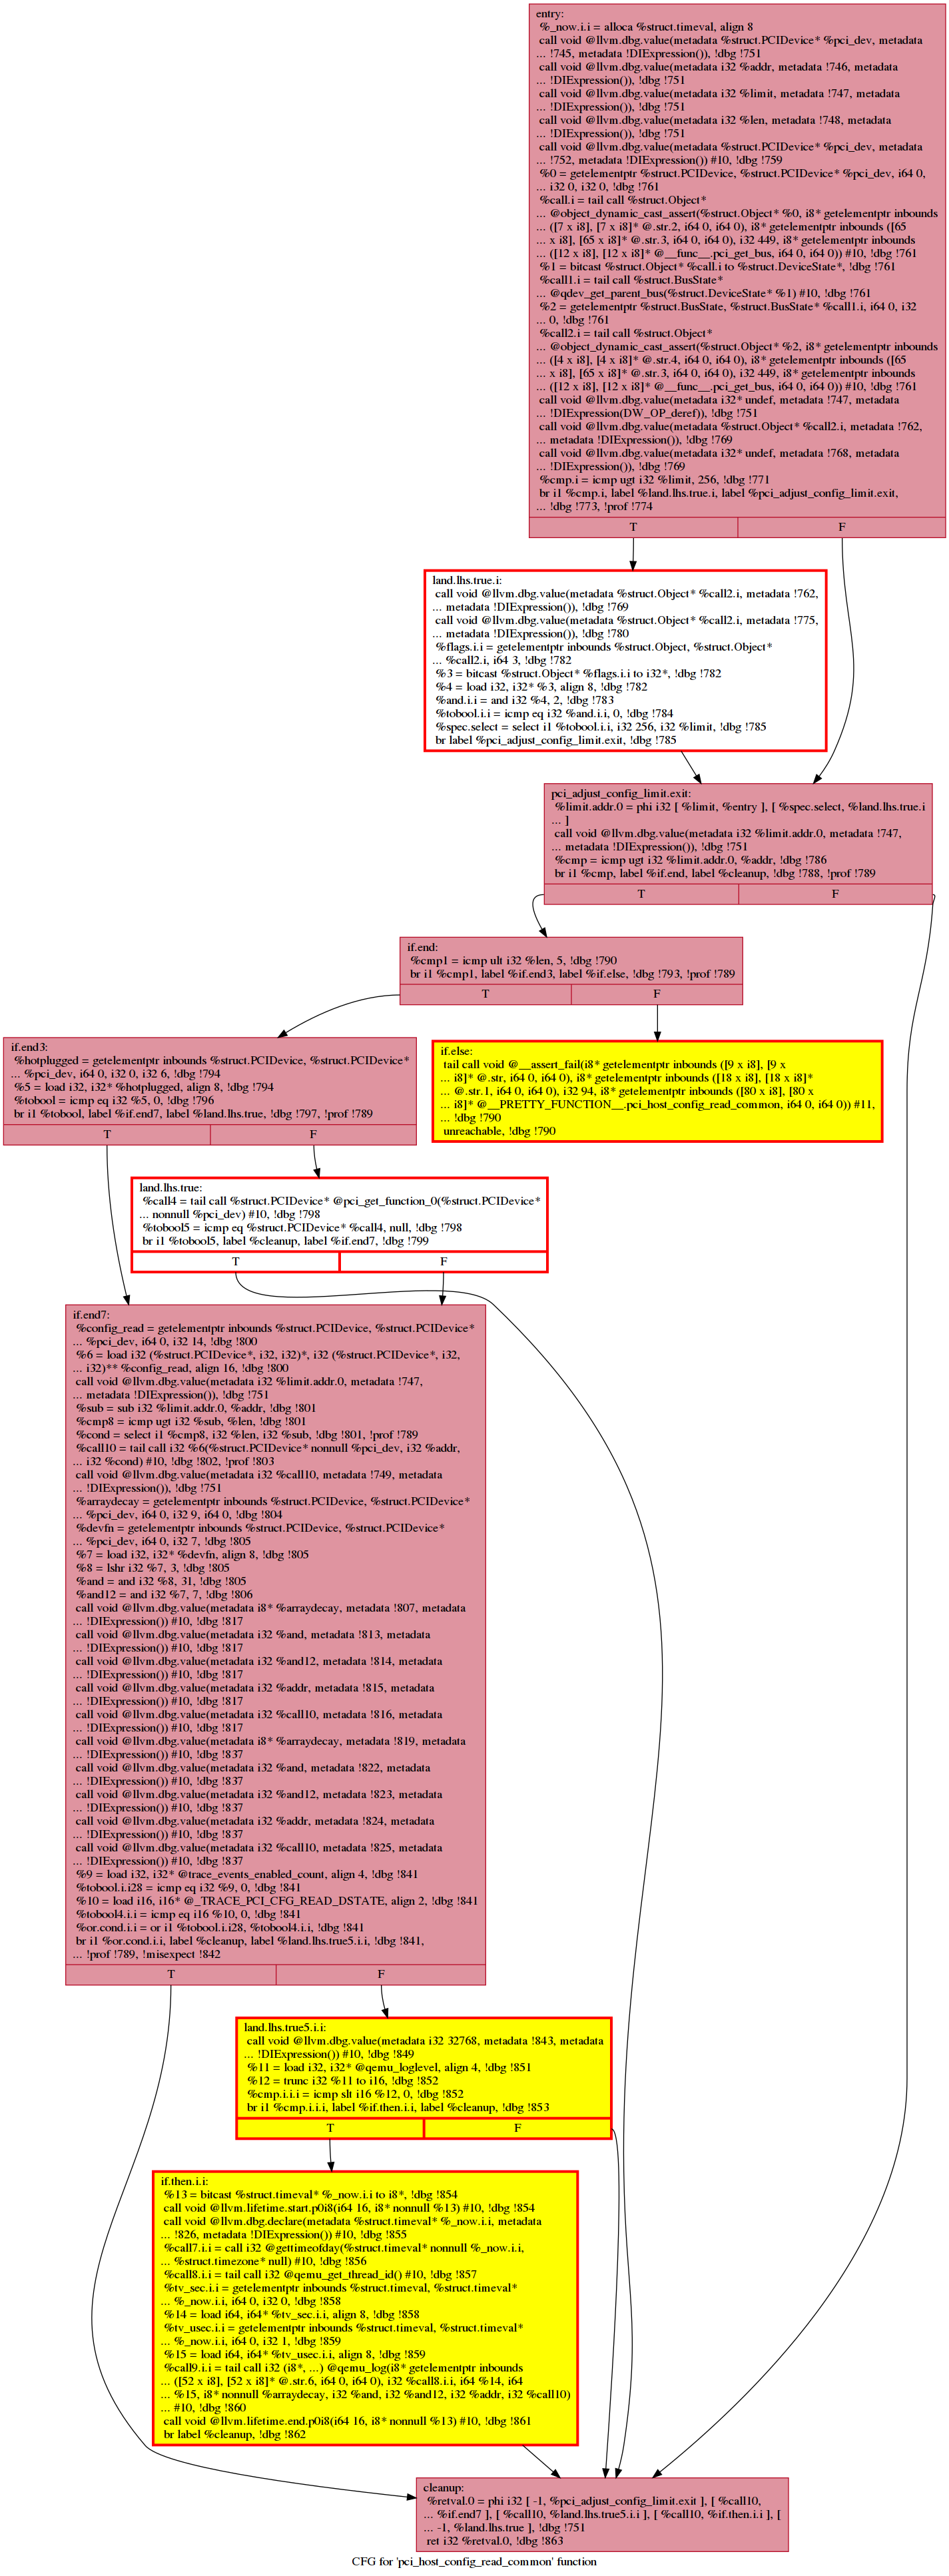 entry:
%_now.i.i = alloca %struct.timeval, align 8
call void @llvm.dbg.value(metadata %struct.PCIDevice* %pci_dev, metadata
... !745, metadata !DIExpression()), !dbg !751
call void @llvm.dbg.value(metadata i32 %addr, metadata !746, metadata
... !DIExpression()), !dbg !751
call void @llvm.dbg.value(metadata i32 %limit, metadata !747, metadata
... !DIExpression()), !dbg !751
call void @llvm.dbg.value(metadata i32 %len, metadata !748, metadata
... !DIExpression()), !dbg !751
call void @llvm.dbg.value(metadata %struct.PCIDevice* %pci_dev, metadata
... !752, metadata !DIExpression()) #10, !dbg !759
%0 = getelementptr %struct.PCIDevice, %struct.PCIDevice* %pci_dev, i64 0,
... i32 0, i32 0, !dbg !761
%call.i = tail call %struct.Object*
... @object_dynamic_cast_assert(%struct.Object* %0, i8* getelementptr inbounds
... ([7 x i8], [7 x i8]* @.str.2, i64 0, i64 0), i8* getelementptr inbounds ([65
... x i8], [65 x i8]* @.str.3, i64 0, i64 0), i32 449, i8* getelementptr inbounds
... ([12 x i8], [12 x i8]* @__func__.pci_get_bus, i64 0, i64 0)) #10, !dbg !761
%1 = bitcast %struct.Object* %call.i to %struct.DeviceState*, !dbg !761
%call1.i = tail call %struct.BusState*
... @qdev_get_parent_bus(%struct.DeviceState* %1) #10, !dbg !761
%2 = getelementptr %struct.BusState, %struct.BusState* %call1.i, i64 0, i32
... 0, !dbg !761
%call2.i = tail call %struct.Object*
... @object_dynamic_cast_assert(%struct.Object* %2, i8* getelementptr inbounds
... ([4 x i8], [4 x i8]* @.str.4, i64 0, i64 0), i8* getelementptr inbounds ([65
... x i8], [65 x i8]* @.str.3, i64 0, i64 0), i32 449, i8* getelementptr inbounds
... ([12 x i8], [12 x i8]* @__func__.pci_get_bus, i64 0, i64 0)) #10, !dbg !761
call void @llvm.dbg.value(metadata i32* undef, metadata !747, metadata
... !DIExpression(DW_OP_deref)), !dbg !751
call void @llvm.dbg.value(metadata %struct.Object* %call2.i, metadata !762,
... metadata !DIExpression()), !dbg !769
call void @llvm.dbg.value(metadata i32* undef, metadata !768, metadata
... !DIExpression()), !dbg !769
%cmp.i = icmp ugt i32 %limit, 256, !dbg !771
br i1 %cmp.i, label %land.lhs.true.i, label %pci_adjust_config_limit.exit,
... !dbg !773, !prof !774
T F
land.lhs.true.i:
call void @llvm.dbg.value(metadata %struct.Object* %call2.i, metadata !762,
... metadata !DIExpression()), !dbg !769
call void @llvm.dbg.value(metadata %struct.Object* %call2.i, metadata !775,
... metadata !DIExpression()), !dbg !780
%flags.i.i = getelementptr inbounds %struct.Object, %struct.Object*
... %call2.i, i64 3, !dbg !782
%3 = bitcast %struct.Object* %flags.i.i to i32*, !dbg !782
%4 = load i32, i32* %3, align 8, !dbg !782
%and.i.i = and i32 %4, 2, !dbg !783
%tobool.i.i = icmp eq i32 %and.i.i, 0, !dbg !784
%spec.select = select i1 %tobool.i.i, i32 256, i32 %limit, !dbg !785
br label %pci_adjust_config_limit.exit, !dbg !785
pci_adjust_config_limit.exit:
%limit.addr.0 = phi i32 [ %limit, %entry ], [ %spec.select, %land.lhs.true.i
... ]
call void @llvm.dbg.value(metadata i32 %limit.addr.0, metadata !747,
... metadata !DIExpression()), !dbg !751
%cmp = icmp ugt i32 %limit.addr.0, %addr, !dbg !786
br i1 %cmp, label %if.end, label %cleanup, !dbg !788, !prof !789
T F
if.end:
%cmp1 = icmp ult i32 %len, 5, !dbg !790
br i1 %cmp1, label %if.end3, label %if.else, !dbg !793, !prof !789
T F
if.end3:
%hotplugged = getelementptr inbounds %struct.PCIDevice, %struct.PCIDevice*
... %pci_dev, i64 0, i32 0, i32 6, !dbg !794
%5 = load i32, i32* %hotplugged, align 8, !dbg !794
%tobool = icmp eq i32 %5, 0, !dbg !796
br i1 %tobool, label %if.end7, label %land.lhs.true, !dbg !797, !prof !789
T F
if.else:
tail call void @__assert_fail(i8* getelementptr inbounds ([9 x i8], [9 x
... i8]* @.str, i64 0, i64 0), i8* getelementptr inbounds ([18 x i8], [18 x i8]*
... @.str.1, i64 0, i64 0), i32 94, i8* getelementptr inbounds ([80 x i8], [80 x
... i8]* @__PRETTY_FUNCTION__.pci_host_config_read_common, i64 0, i64 0)) #11,
... !dbg !790
unreachable, !dbg !790
land.lhs.true:
%call4 = tail call %struct.PCIDevice* @pci_get_function_0(%struct.PCIDevice*
... nonnull %pci_dev) #10, !dbg !798
%tobool5 = icmp eq %struct.PCIDevice* %call4, null, !dbg !798
br i1 %tobool5, label %cleanup, label %if.end7, !dbg !799
T F
if.end7:
%config_read = getelementptr inbounds %struct.PCIDevice, %struct.PCIDevice*
... %pci_dev, i64 0, i32 14, !dbg !800
%6 = load i32 (%struct.PCIDevice*, i32, i32)*, i32 (%struct.PCIDevice*, i32,
... i32)** %config_read, align 16, !dbg !800
call void @llvm.dbg.value(metadata i32 %limit.addr.0, metadata !747,
... metadata !DIExpression()), !dbg !751
%sub = sub i32 %limit.addr.0, %addr, !dbg !801
%cmp8 = icmp ugt i32 %sub, %len, !dbg !801
%cond = select i1 %cmp8, i32 %len, i32 %sub, !dbg !801, !prof !789
%call10 = tail call i32 %6(%struct.PCIDevice* nonnull %pci_dev, i32 %addr,
... i32 %cond) #10, !dbg !802, !prof !803
call void @llvm.dbg.value(metadata i32 %call10, metadata !749, metadata
... !DIExpression()), !dbg !751
%arraydecay = getelementptr inbounds %struct.PCIDevice, %struct.PCIDevice*
... %pci_dev, i64 0, i32 9, i64 0, !dbg !804
%devfn = getelementptr inbounds %struct.PCIDevice, %struct.PCIDevice*
... %pci_dev, i64 0, i32 7, !dbg !805
%7 = load i32, i32* %devfn, align 8, !dbg !805
%8 = lshr i32 %7, 3, !dbg !805
%and = and i32 %8, 31, !dbg !805
%and12 = and i32 %7, 7, !dbg !806
call void @llvm.dbg.value(metadata i8* %arraydecay, metadata !807, metadata
... !DIExpression()) #10, !dbg !817
call void @llvm.dbg.value(metadata i32 %and, metadata !813, metadata
... !DIExpression()) #10, !dbg !817
call void @llvm.dbg.value(metadata i32 %and12, metadata !814, metadata
... !DIExpression()) #10, !dbg !817
call void @llvm.dbg.value(metadata i32 %addr, metadata !815, metadata
... !DIExpression()) #10, !dbg !817
call void @llvm.dbg.value(metadata i32 %call10, metadata !816, metadata
... !DIExpression()) #10, !dbg !817
call void @llvm.dbg.value(metadata i8* %arraydecay, metadata !819, metadata
... !DIExpression()) #10, !dbg !837
call void @llvm.dbg.value(metadata i32 %and, metadata !822, metadata
... !DIExpression()) #10, !dbg !837
call void @llvm.dbg.value(metadata i32 %and12, metadata !823, metadata
... !DIExpression()) #10, !dbg !837
call void @llvm.dbg.value(metadata i32 %addr, metadata !824, metadata
... !DIExpression()) #10, !dbg !837
call void @llvm.dbg.value(metadata i32 %call10, metadata !825, metadata
... !DIExpression()) #10, !dbg !837
%9 = load i32, i32* @trace_events_enabled_count, align 4, !dbg !841
%tobool.i.i28 = icmp eq i32 %9, 0, !dbg !841
%10 = load i16, i16* @_TRACE_PCI_CFG_READ_DSTATE, align 2, !dbg !841
%tobool4.i.i = icmp eq i16 %10, 0, !dbg !841
%or.cond.i.i = or i1 %tobool.i.i28, %tobool4.i.i, !dbg !841
br i1 %or.cond.i.i, label %cleanup, label %land.lhs.true5.i.i, !dbg !841,
... !prof !789, !misexpect !842
T F
land.lhs.true5.i.i:
call void @llvm.dbg.value(metadata i32 32768, metadata !843, metadata
... !DIExpression()) #10, !dbg !849
%11 = load i32, i32* @qemu_loglevel, align 4, !dbg !851
%12 = trunc i32 %11 to i16, !dbg !852
%cmp.i.i.i = icmp slt i16 %12, 0, !dbg !852
br i1 %cmp.i.i.i, label %if.then.i.i, label %cleanup, !dbg !853
T F
if.then.i.i:
%13 = bitcast %struct.timeval* %_now.i.i to i8*, !dbg !854
call void @llvm.lifetime.start.p0i8(i64 16, i8* nonnull %13) #10, !dbg !854
call void @llvm.dbg.declare(metadata %struct.timeval* %_now.i.i, metadata
... !826, metadata !DIExpression()) #10, !dbg !855
%call7.i.i = call i32 @gettimeofday(%struct.timeval* nonnull %_now.i.i,
... %struct.timezone* null) #10, !dbg !856
%call8.i.i = tail call i32 @qemu_get_thread_id() #10, !dbg !857
%tv_sec.i.i = getelementptr inbounds %struct.timeval, %struct.timeval*
... %_now.i.i, i64 0, i32 0, !dbg !858
%14 = load i64, i64* %tv_sec.i.i, align 8, !dbg !858
%tv_usec.i.i = getelementptr inbounds %struct.timeval, %struct.timeval*
... %_now.i.i, i64 0, i32 1, !dbg !859
%15 = load i64, i64* %tv_usec.i.i, align 8, !dbg !859
%call9.i.i = tail call i32 (i8*, ...) @qemu_log(i8* getelementptr inbounds
... ([52 x i8], [52 x i8]* @.str.6, i64 0, i64 0), i32 %call8.i.i, i64 %14, i64
... %15, i8* nonnull %arraydecay, i32 %and, i32 %and12, i32 %addr, i32 %call10)
... #10, !dbg !860
call void @llvm.lifetime.end.p0i8(i64 16, i8* nonnull %13) #10, !dbg !861
br label %cleanup, !dbg !862
cleanup:
%retval.0 = phi i32 [ -1, %pci_adjust_config_limit.exit ], [ %call10,
... %if.end7 ], [ %call10, %land.lhs.true5.i.i ], [ %call10, %if.then.i.i ], [
... -1, %land.lhs.true ], !dbg !751
ret i32 %retval.0, !dbg !863
CFG for 'pci_host_config_read_common' function